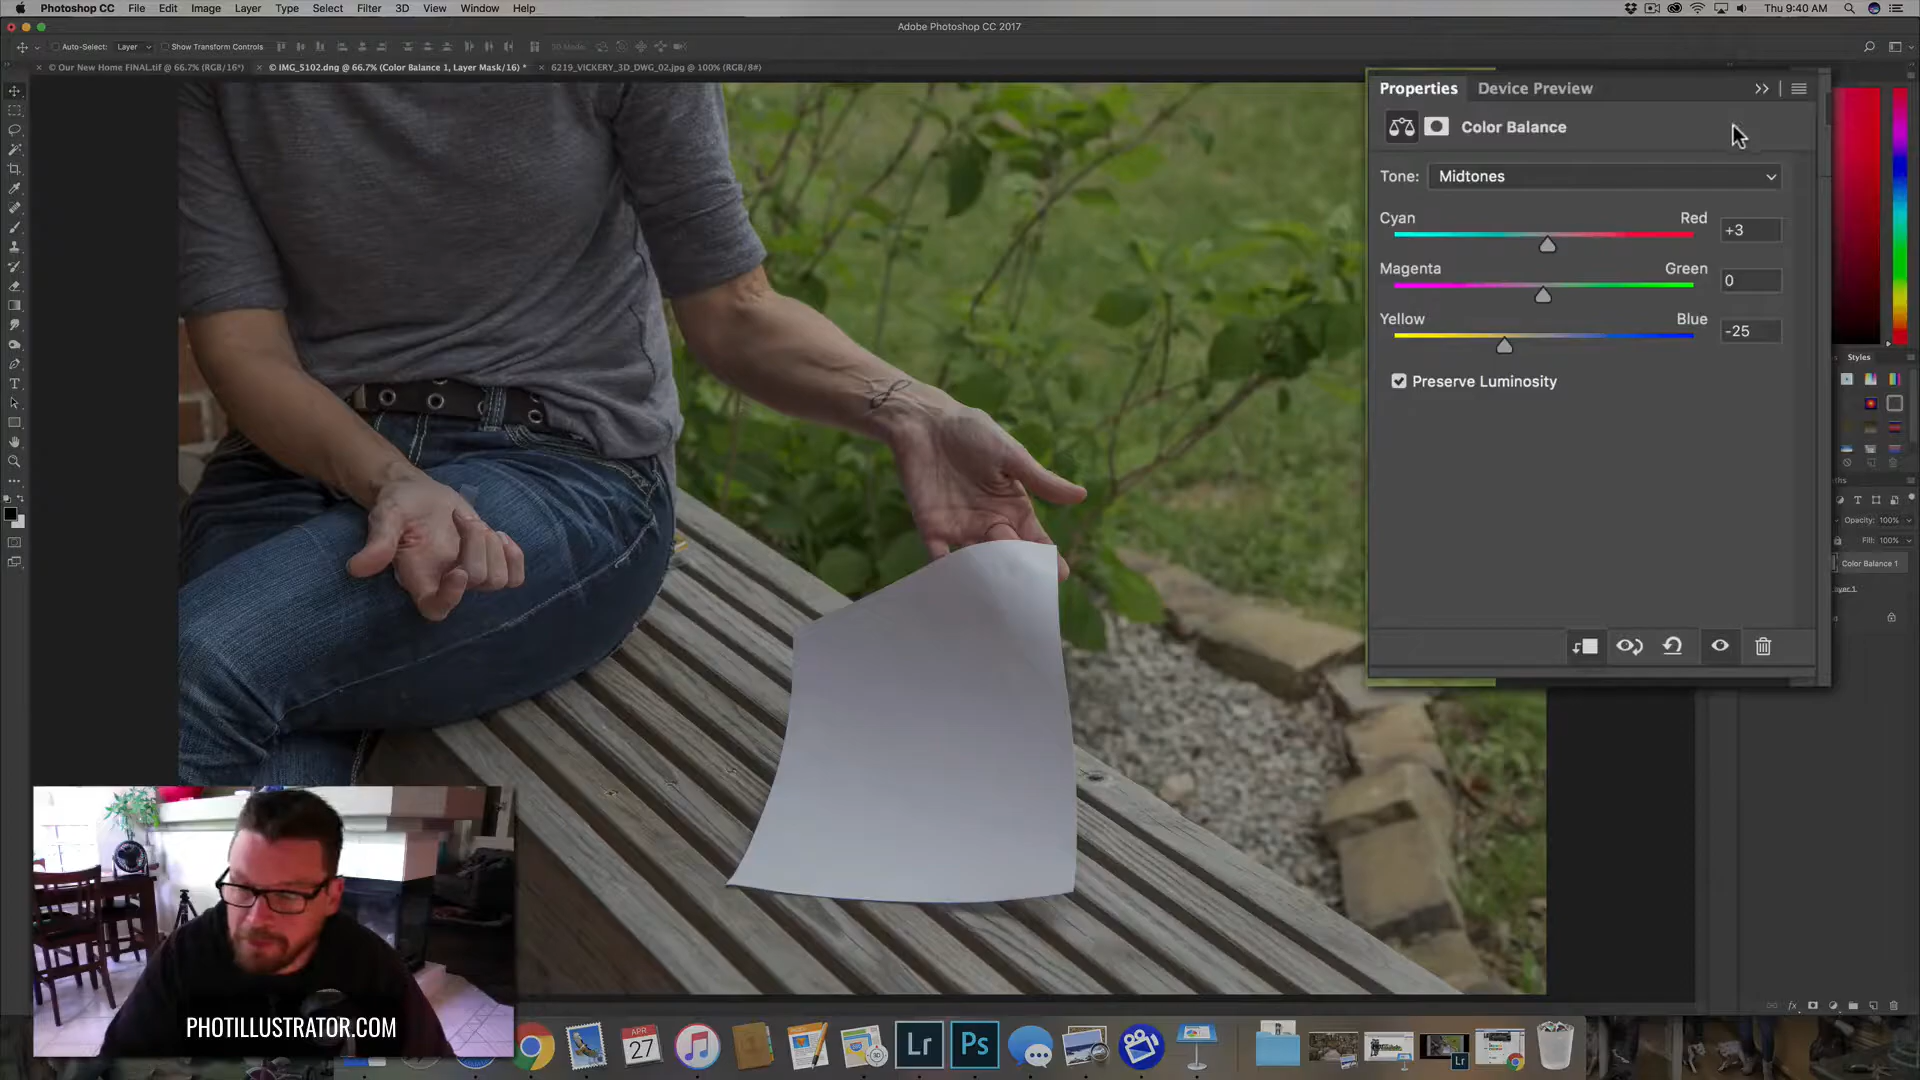 Photoshop CC File Edit Image Layer Type Select Filter 3D View Window Help Thu 9:40 AM
Adobe Photoshop CC 2017
Auto-Select: Layer Show Transform Controls 3D Mode:
© Our New Home FINAL.tif @ 66.7% (RGB/16*) © IMG_5102.dng @ 66.7% (Color Balance 1, Layer Mask/16) * 6219_VICKERY_3D_DWG_02.jpg @ 100% (RGB/8#)
Properties Device Preview
Color Balance
Tone: Midtones
Cyan Red +3
Magenta Green 0
Yellow Blue -25
Preserve Luminosity
Styles
Opacity: 100%
Fill: 100%
Color Balance 1
PHOTILLUSTRATOR.COM
APR
27
Lr Ps
Lr